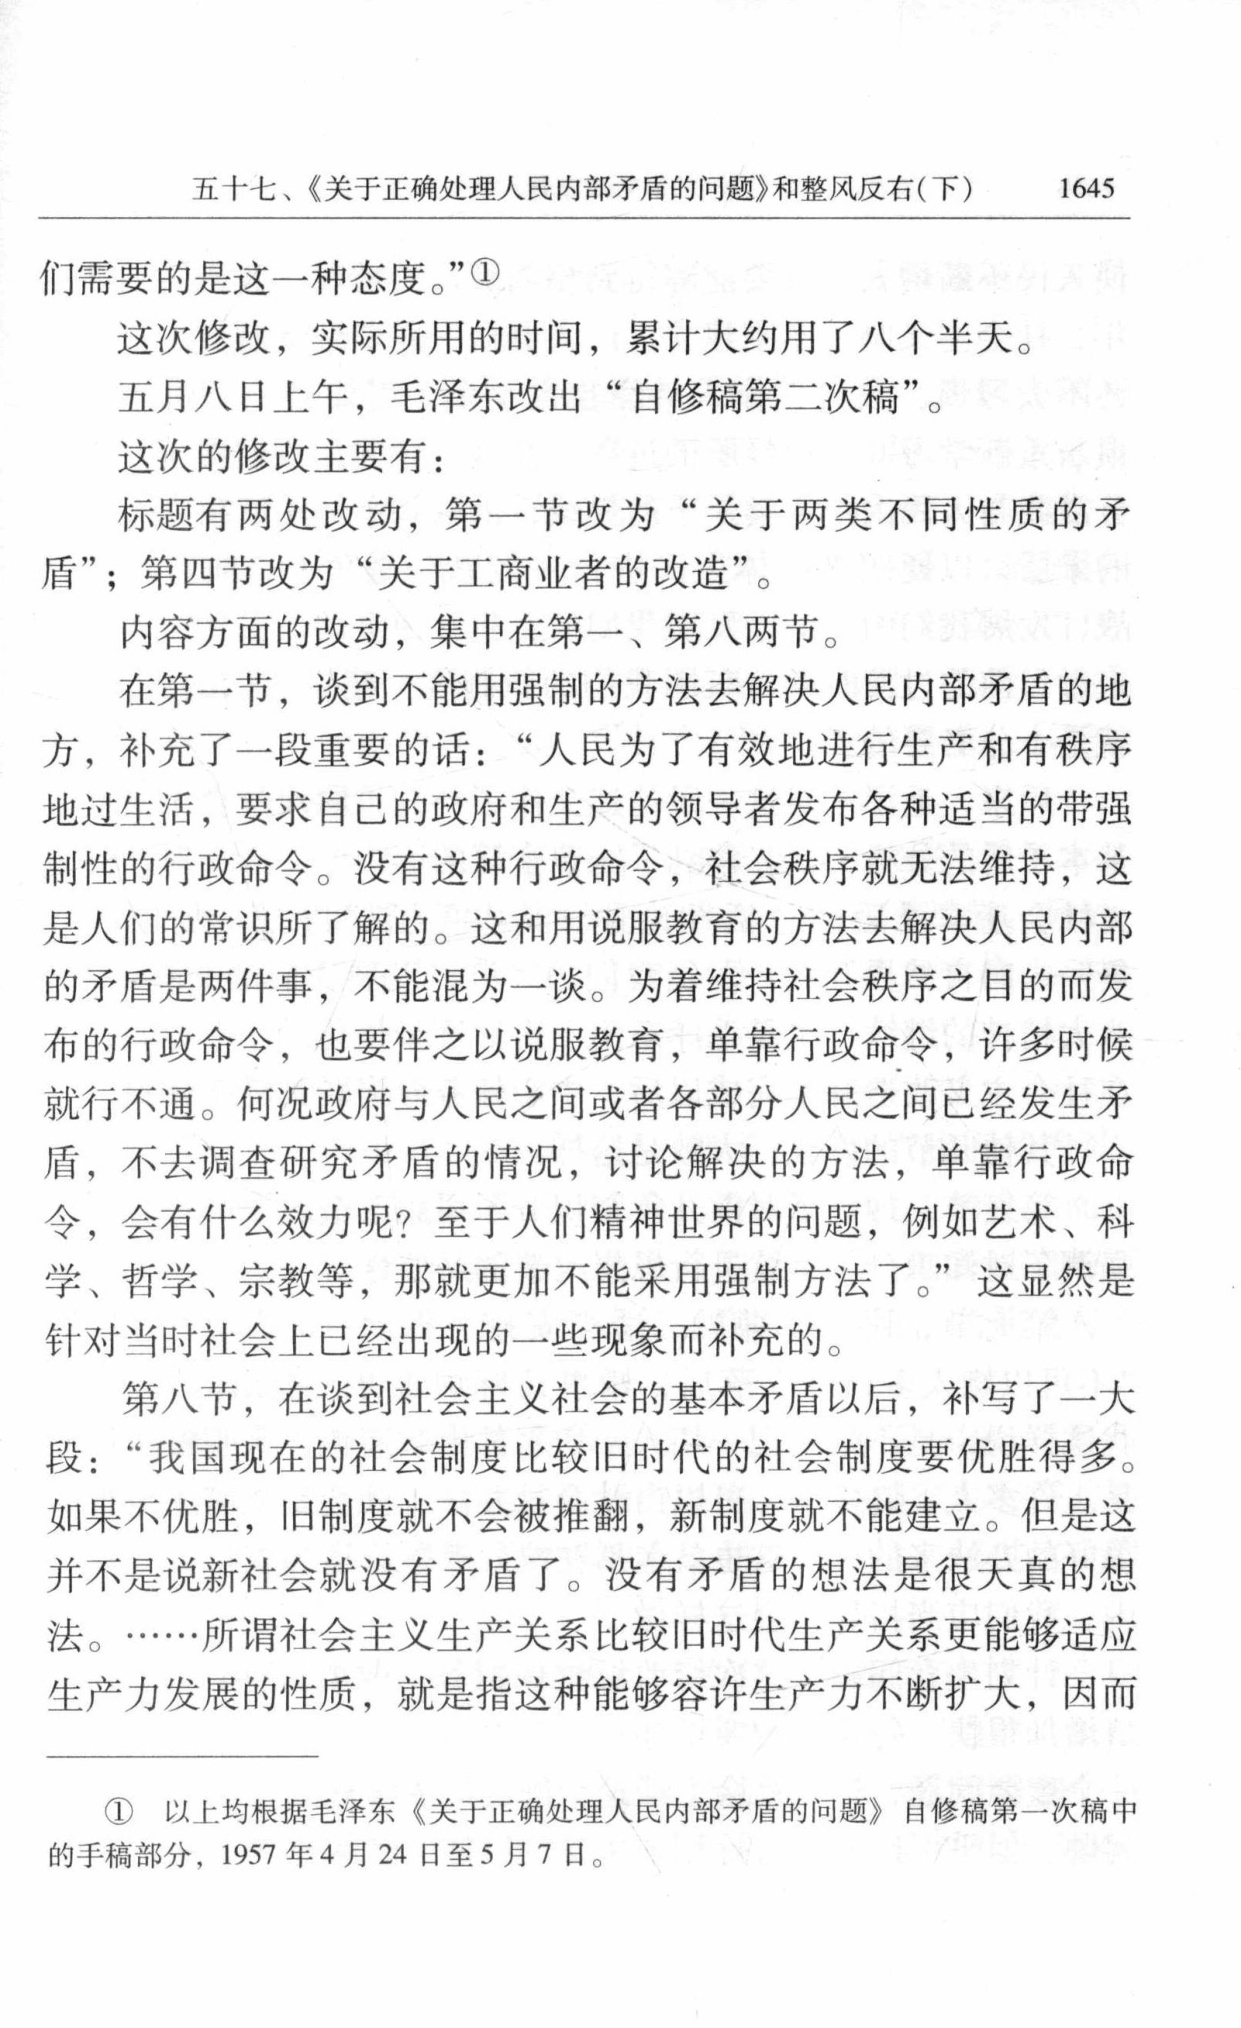 五十七、《关于正确处理人民内部矛盾的问题》和整风反右(下) 1645
们需要的是这一种态度。”①
这次修改，实际所用的时间，累计大约用了八个半天。
五月八日上午，毛泽东改出“自修稿第二次稿”。
这次的修改主要有：
标题有两处改动，第一节改为“关于两类不同性质的矛
盾”；第四节改为“关于工商业者的改造”。
内容方面的改动，集中在第一、第八两节。
在第一节，谈到不能用强制的方法去解决人民内部矛盾的地
方，补充了一段重要的话：“人民为了有效地进行生产和有秩序
地过生活，要求自己的政府和生产的领导者发布各种适当的带强
制性的行政命令。没有这种行政命令，社会秩序就无法维持，这
是人们的常识所了解的。这和用说服教育的方法去解决人民内部
的矛盾是两件事，不能混为一谈。为着维持社会秩序之目的而发
布的行政命令，也要伴之以说服教育，单靠行政命令，许多时候
就行不通。何况政府与人民之间或者各部分人民之间已经发生矛
盾，不去调查研究矛盾的情况，讨论解决的方法，单靠行政命
令，会有什么效力呢？至于人们精神世界的问题，例如艺术、科
学、哲学、宗教等，那就更加不能采用强制方法了。”这显然是
针对当时社会上已经出现的一些现象而补充的。
第八节，在谈到社会主义社会的基本矛盾以后，补写了一大
段：“我国现在的社会制度比较旧时代的社会制度要优胜得多。
如果不优胜，旧制度就不会被推翻，新制度就不能建立。但是这
并不是说新社会就没有矛盾了。没有矛盾的想法是很天真的想
法。……所谓社会主义生产关系比较旧时代生产关系更能够适应
生产力发展的性质，就是指这种能够容许生产力不断扩大，因而
① 以上均根据毛泽东《关于正确处理人民内部矛盾的问题》自修稿第一次稿中
的手稿部分，1957年4月24日至5月7日。